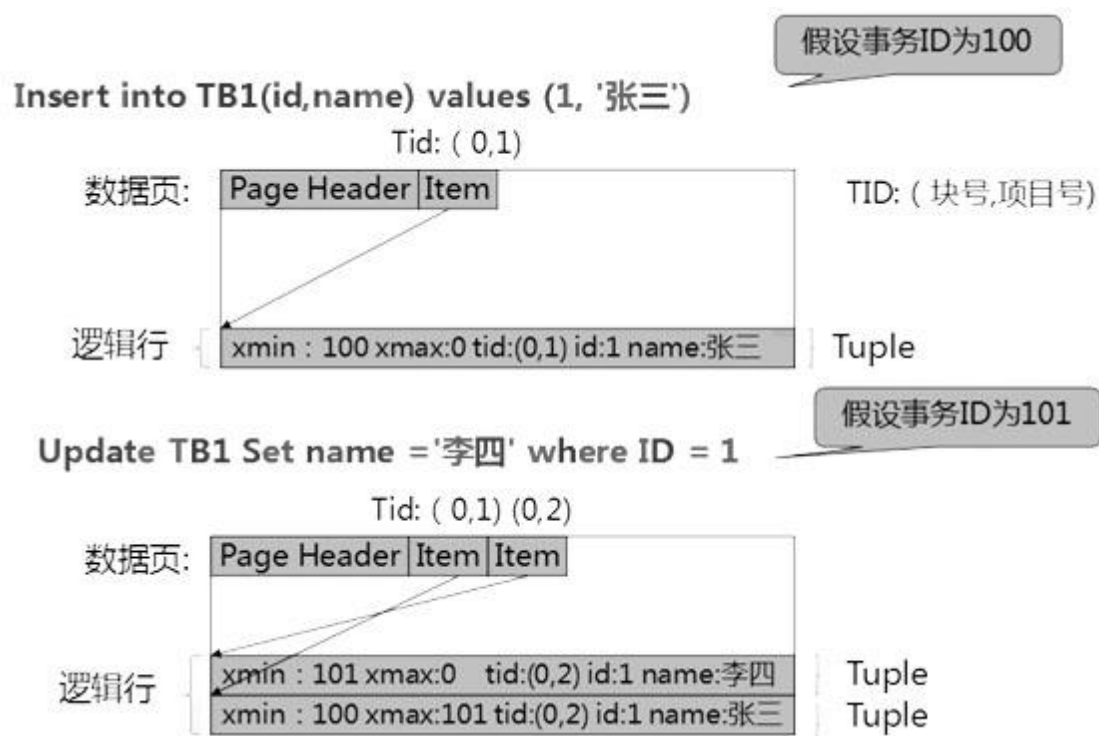 假设事务ID为100
Insert into TB1(id,name) values (1, '张三')
Tid: ( 0,1)
数据页: Page Header Item TID: ( 块号,项目号)
逻辑行 xmin : 100 xmax:0 tid:(0,1) id:1 name:张三 Tuple
假设事务ID为101
Update TB1 Set name ='李四' where ID = 1
Tid: ( 0,1) (0,2)
数据页: Page Header Item Item
逻辑行
xmin : 101 xmax:0 tid:(0,2) id:1 name:李四 Tuple
xmin : 100 xmax:101 tid:(0,2) id:1 name:张三 Tuple